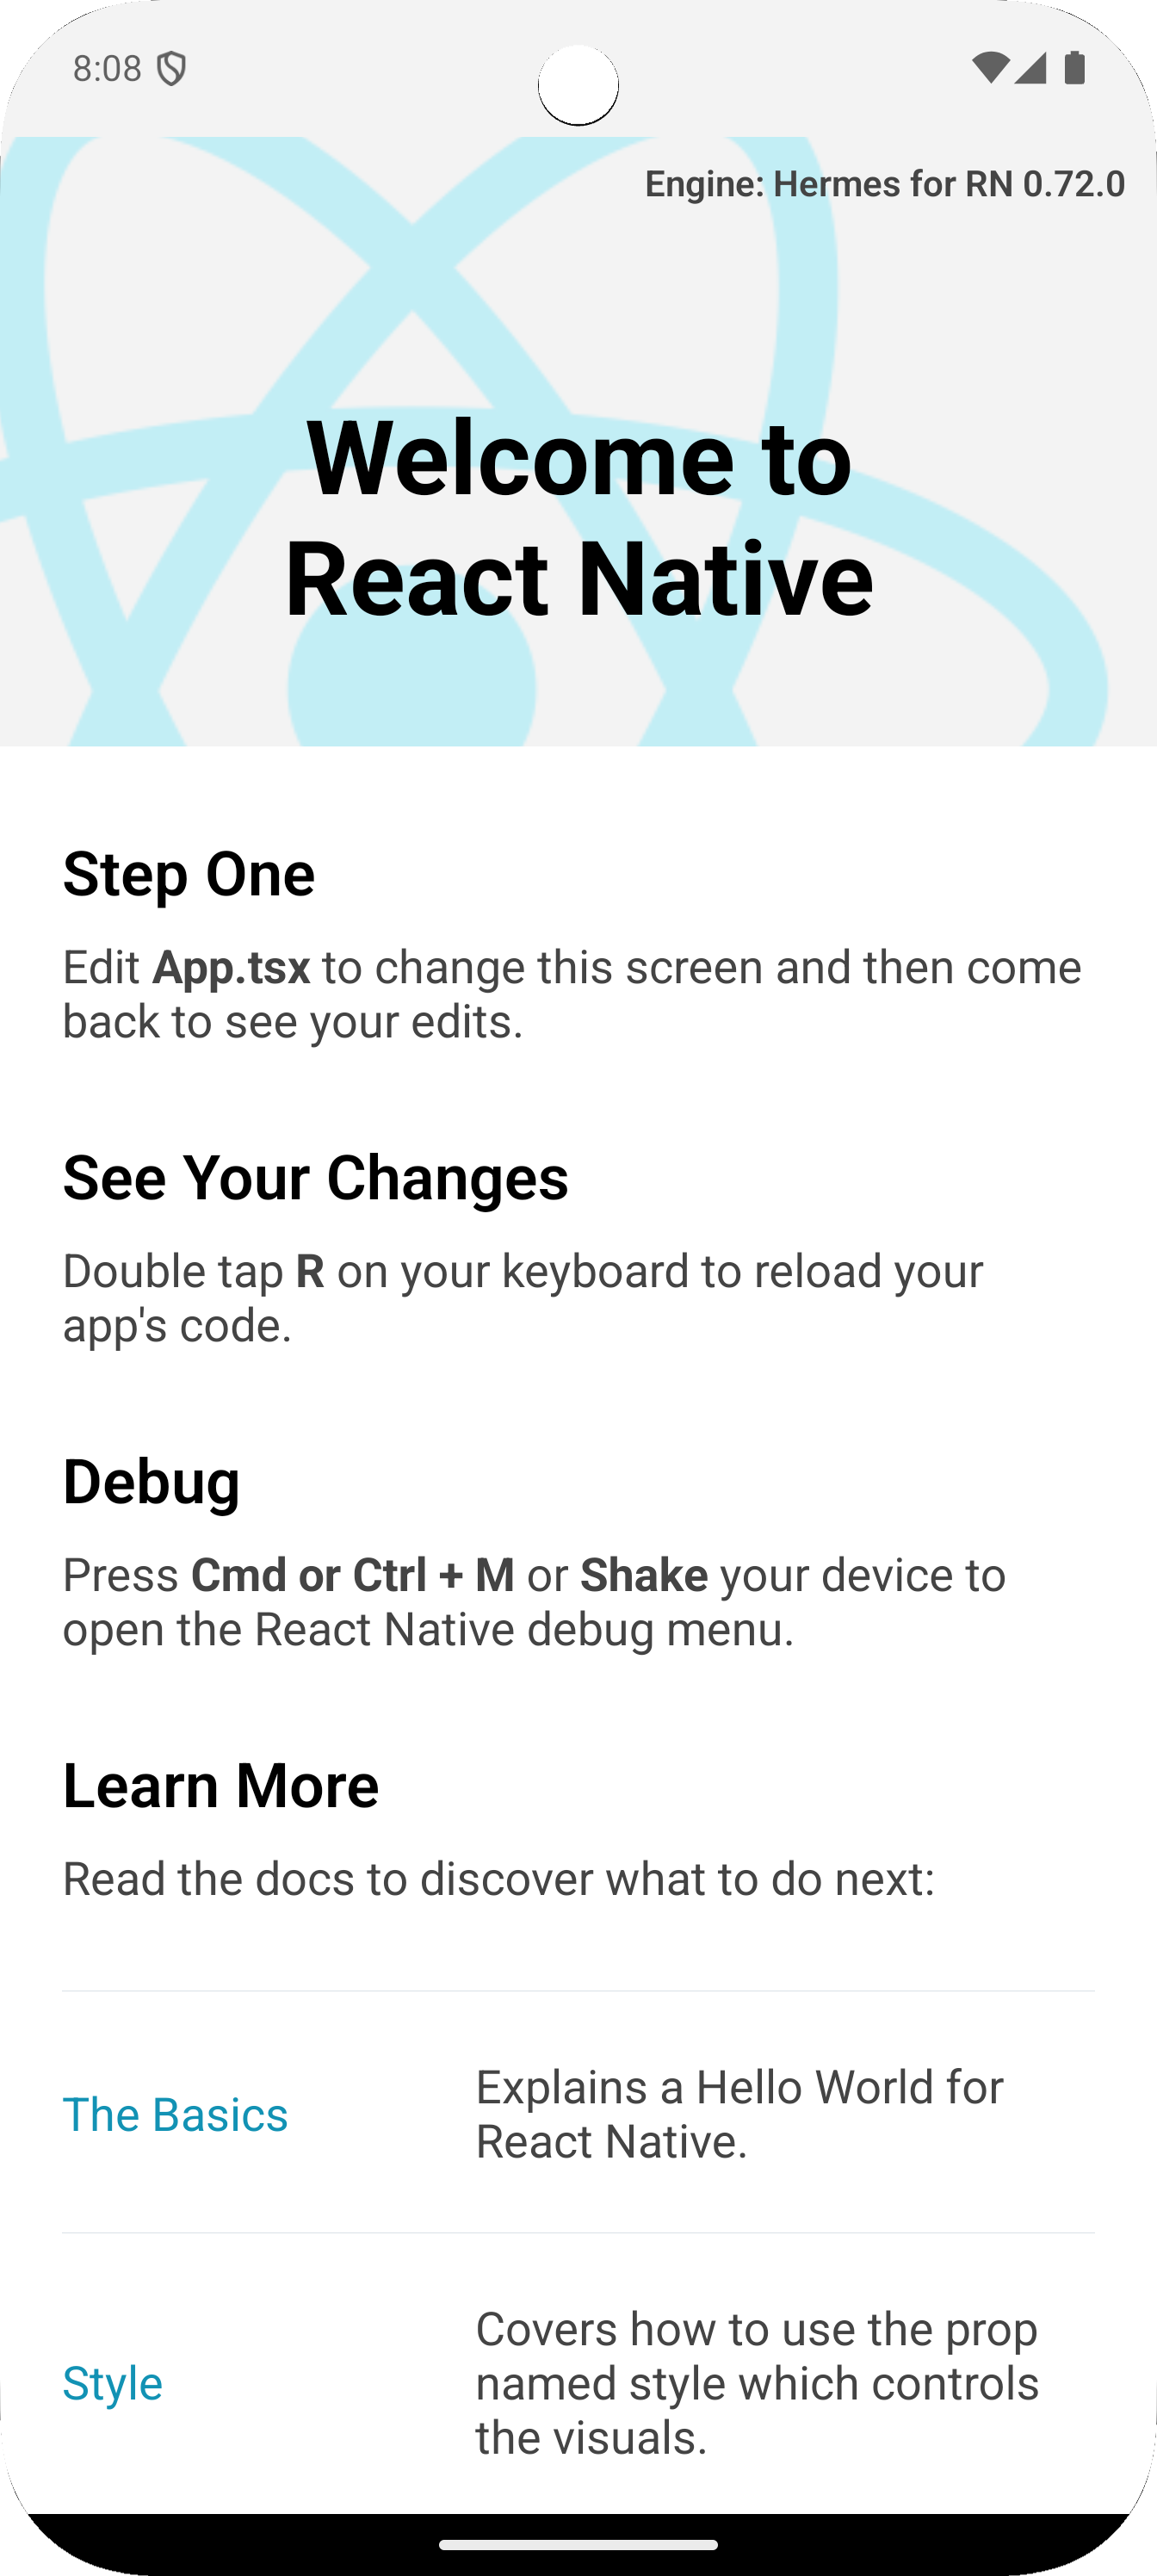 8:08
Engine: Hermes for RN 0.72.0
Welcome to
React Native
Step One
Edit App.tsx to change this screen and then come
back to see your edits.
See Your Changes
Double tap R on your keyboard to reload your
app's code.
Debug
Press Cmd or Ctrl + M or Shake your device to
open the React Native debug menu.
Learn More
Read the docs to discover what to do next:
The Basics
Explains a Hello World for
React Native.
Style
Covers how to use the prop
named style which controls
the visuals.